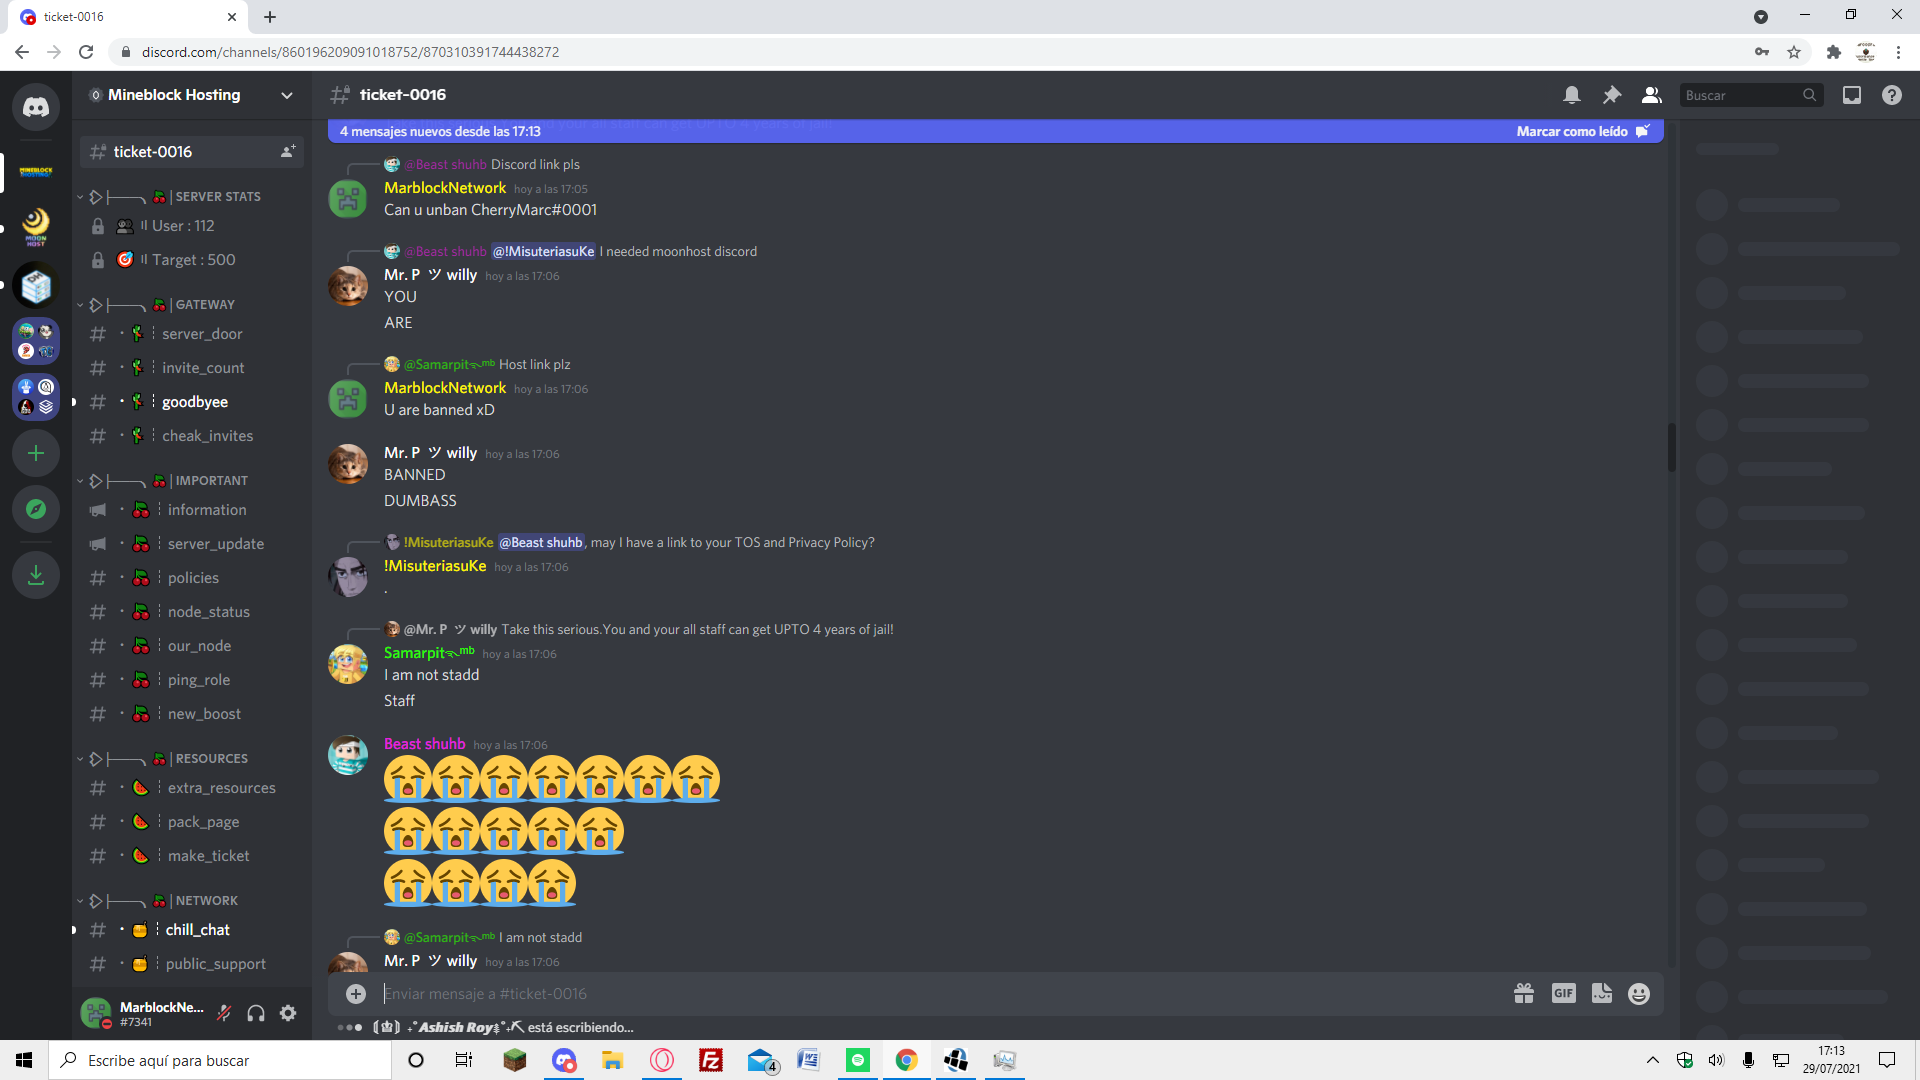 ticket-0016
discord.com/channels/860196209091018752/870310391744438272
Mineblock Hosting
ticket-0016
Buscar
4 mensajes nuevos desde las 17:13
Marcar como leído
MINEBLOCK HOSTING
MOON HOST
ticket-0016
SERVER STATS
User : 112
Target : 500
GATEWAY
server_door
invite_count
goodbyee
cheak_invites
IMPORTANT
information
server_update
policies
node_status
our_node
ping_role
new_boost
RESOURCES
extra_resources
pack_page
make_ticket
NETWORK
chill_chat
public_support
MarblockNe...
#7341
@Beast shuhb Discord link pls
MarblockNetwork hoy a las 17:05
Can u unban CherryMarc#0001
@Beast shuhb @!MisuteriasuKe I needed moonhost discord
Mr. P ツ willy hoy a las 17:06
YOU
ARE
@Samarpit mb Host link plz
MarblockNetwork hoy a las 17:06
U are banned xD
Mr. P ツ willy hoy a las 17:06
BANNED
DUMBASS
!MisuteriasuKe @Beast shuhb, may I have a link to your TOS and Privacy Policy?
!MisuteriasuKe hoy a las 17:06
.
@Mr. P ツ willy Take this serious.You and your all staff can get UPTO 4 years of jail!
Samarpit mb hoy a las 17:06
I am not stadd
Staff
Beast shuhb hoy a las 17:06
@Samarpit mb I am not stadd
Mr. P ツ willy hoy a las 17:06
Enviar mensaje a #ticket-0016
GIF
Ashish Roy está escribiendo...
Escribe aquí para buscar
4
17:13
29/07/2021